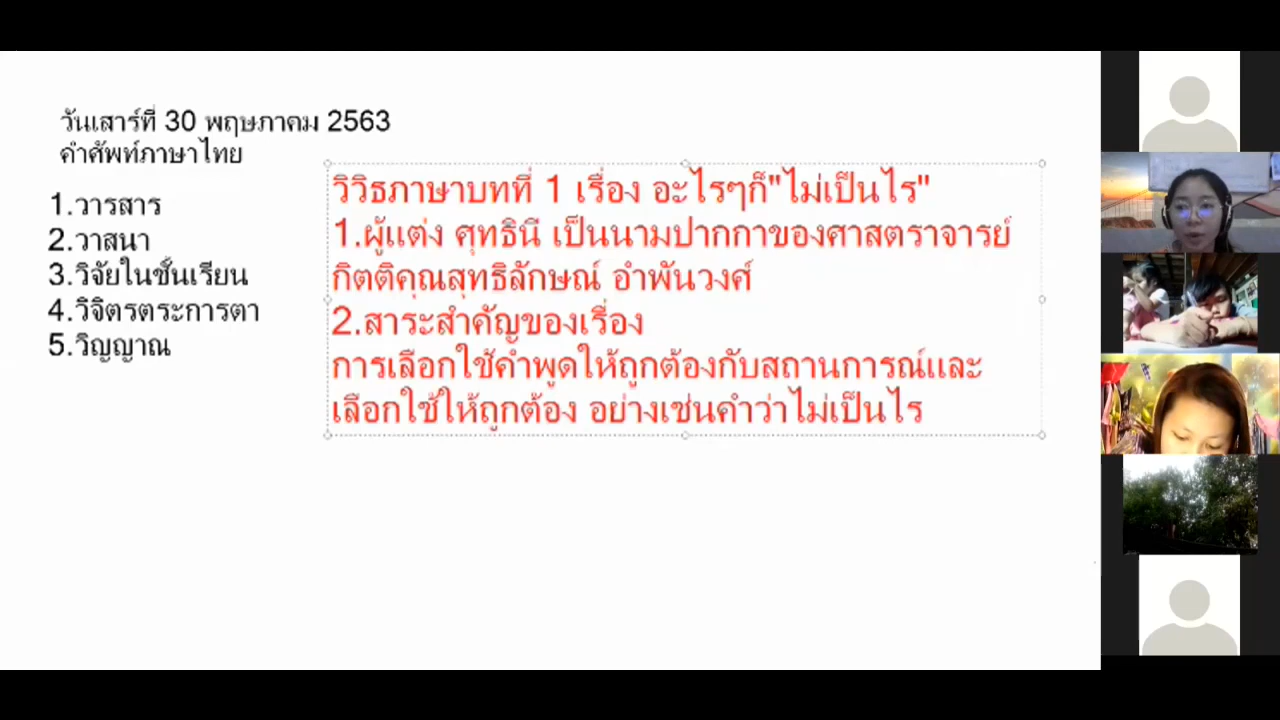 วันเสาร์ที่ 30 พฤษภาคม 2563
คำศัพท์ภาษาไทย
1.วารสาร
2.วาสนา
3.วิจัยในชั้นเรียน
4.วิจิตรตระการตา
5.วิญญาณ
วิวิธภาษาบทที่ 1 เรื่อง อะไรๆก็"ไม่เป็นไร"
1.ผู้แต่ง ศุทธินี เป็นนามปากกาของศาสตราจารย์
กิตติคุณสุทธิลักษณ์ อำพันวงศ์
2.สาระสำคัญของเรื่อง
การเลือกใช้คำพูดให้ถูกต้องกับสถานการณ์และ
เลือกใช้ให้ถูกต้อง อย่างเช่นคำว่าไม่เป็นไร